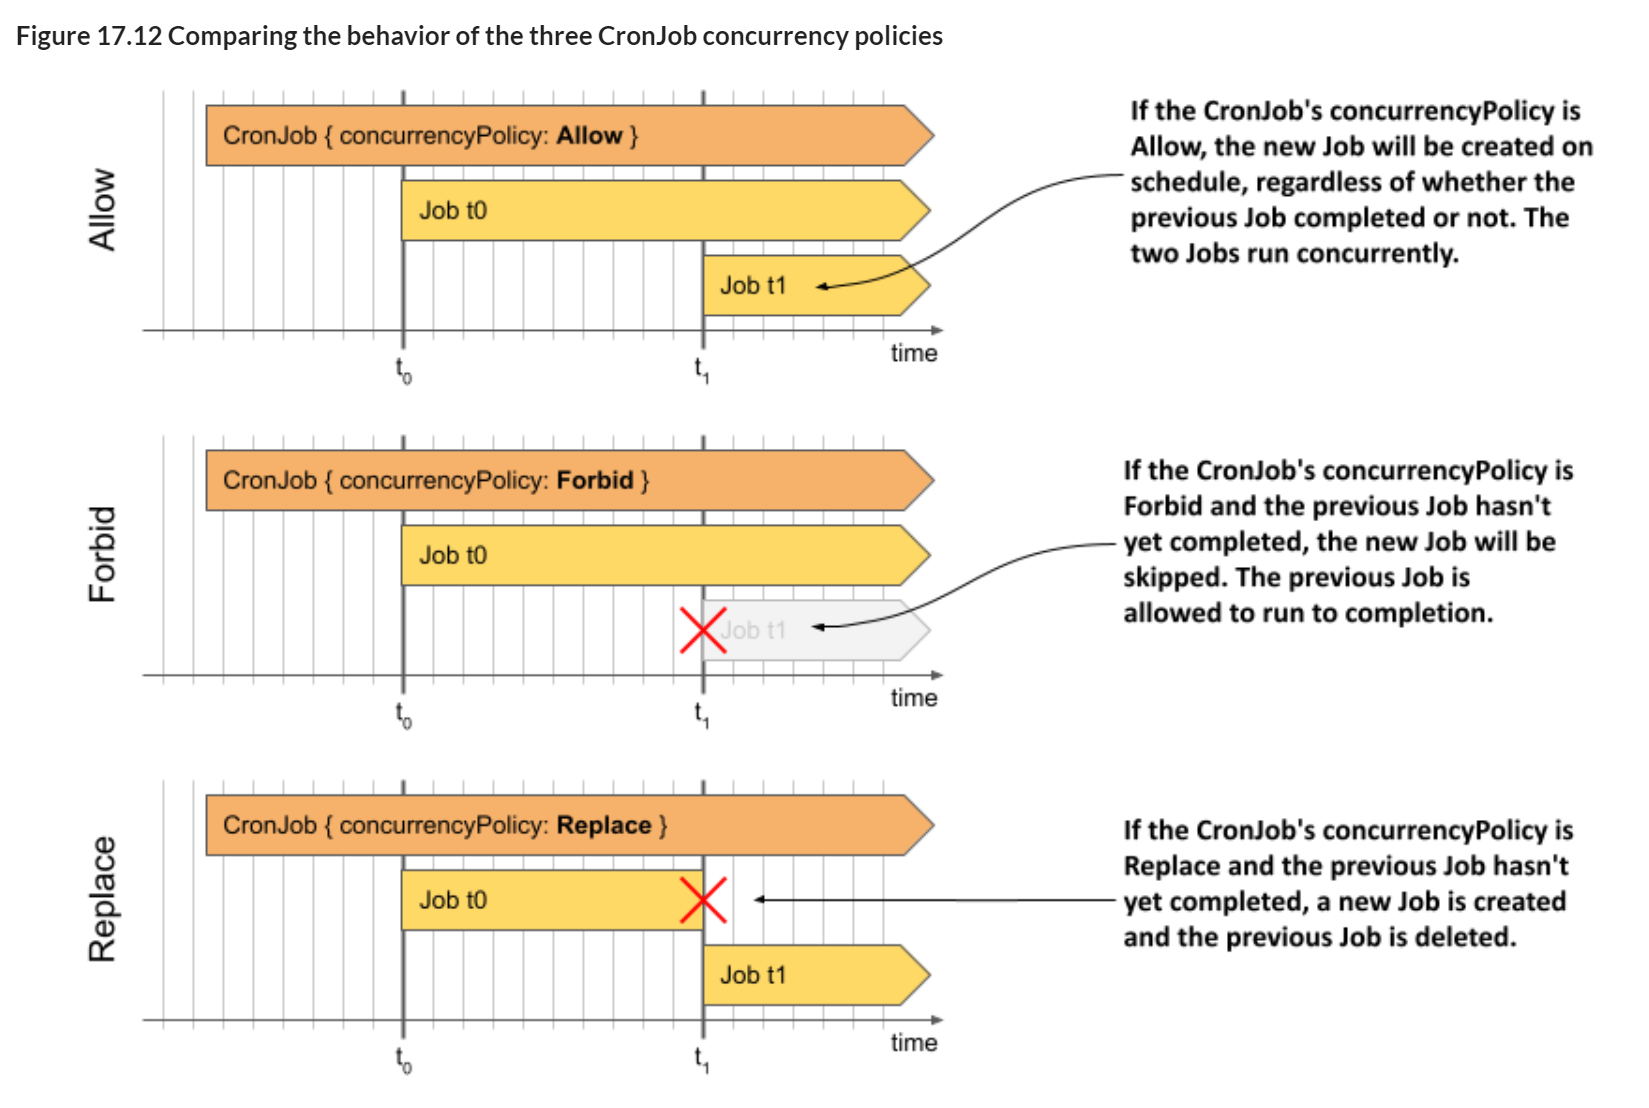 Figure 17.12 Comparing the behavior of the three CronJob concurrency policies
Allow
CronJob { concurrencyPolicy: Allow }
Job t0
Job t1
t0
t1
time
If the CronJob's concurrencyPolicy is
Allow, the new Job will be created on
schedule, regardless of whether the
previous Job completed or not. The
two Jobs run concurrently.
Forbid
CronJob { concurrencyPolicy: Forbid }
Job t0
Job t1
t0
t1
time
If the CronJob's concurrencyPolicy is
Forbid and the previous Job hasn't
yet completed, the new Job will be
skipped. The previous Job is
allowed to run to completion.
Replace
CronJob { concurrencyPolicy: Replace }
Job t0
Job t1
t0
t1
time
If the CronJob's concurrencyPolicy is
Replace and the previous Job hasn't
yet completed, a new Job is created
and the previous Job is deleted.